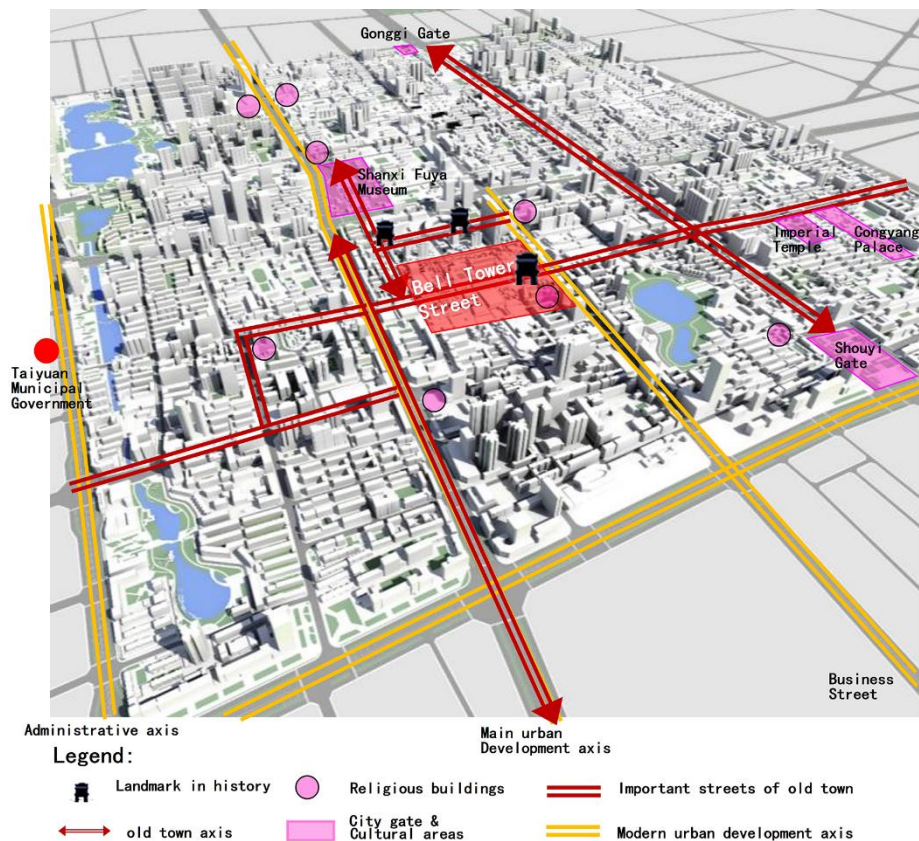 Gonggi Gate
Shanxi Fuya
Museum
Imperial
Temple
Congyang
Palace
Bell Tower
Street
Shouyi
Gate
Taiyuan
Municipal
Government
Business
Street
Administrative axis
Main urban
Development axis
Legend:
Landmark in history
Religious buildings
Important streets of old town
old town axis
City gate &
Cultural areas
Modern urban development axis